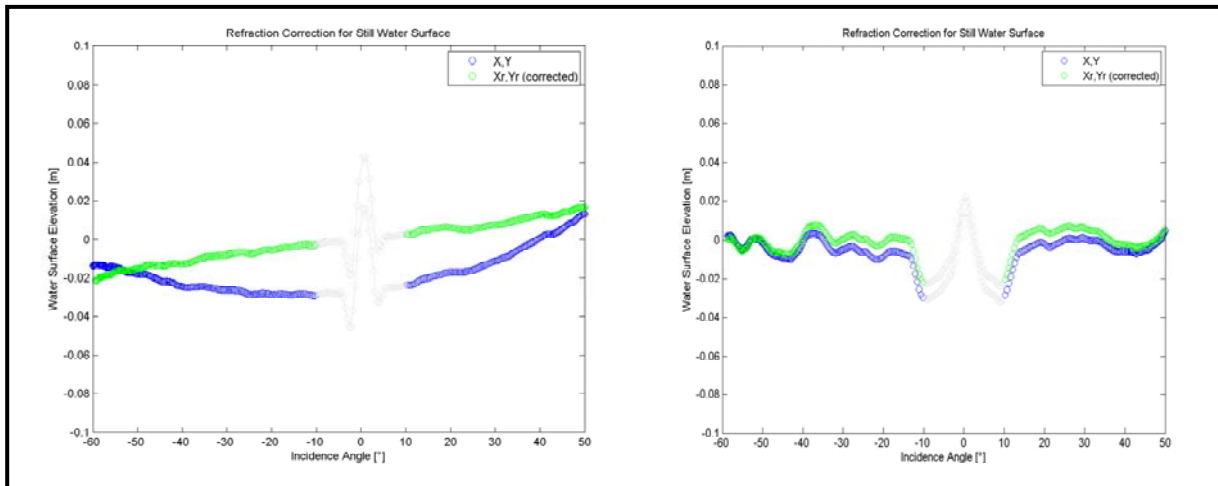 Refraction Correction for Still Water Surface
X,Y
Xr,Yr (corrected)
Water Surface Elevation [m]
0.1
0.08
0.06
0.04
0.02
0
-0.02
-0.04
-0.06
-0.08
-0.1
-60 -50 -40 -30 -20 -10 0 10 20 30 40 50
Incidence Angle [°]
Refraction Correction for Still Water Surface
X,Y
Xr,Yr (corrected)
Water Surface Elevation [m]
0.1
0.08
0.06
0.04
0.02
0
-0.02
-0.04
-0.06
-0.08
-0.1
-60 -50 -40 -30 -20 -10 0 10 20 30 40 50
Incidence Angle [°]